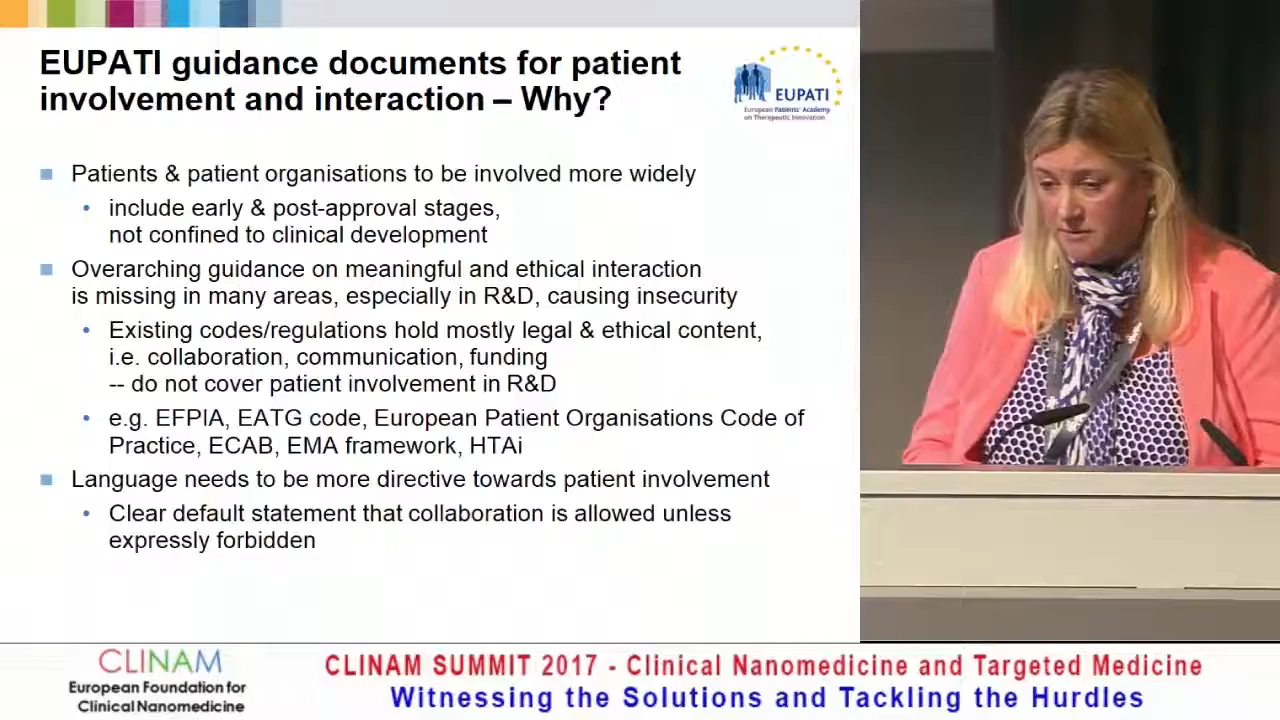 EUPATI guidance documents for patient
involvement and interaction – Why?
EUPATI
European Patients' Academy
on Therapeutic Innovation
Patients & patient organisations to be involved more widely
include early & post-approval stages,
not confined to clinical development
Overarching guidance on meaningful and ethical interaction
is missing in many areas, especially in R&D, causing insecurity
Existing codes/regulations hold mostly legal & ethical content,
i.e. collaboration, communication, funding
-- do not cover patient involvement in R&D
e.g. EFPIA, EATG code, European Patient Organisations Code of
Practice, ECAB, EMA framework, HTAi
Language needs to be more directive towards patient involvement
Clear default statement that collaboration is allowed unless
expressly forbidden
CLINAM
European Foundation for
Clinical Nanomedicine
CLINAM SUMMIT 2017 - Clinical Nanomedicine and Targeted Medicine
Witnessing the Solutions and Tackling the Hurdles